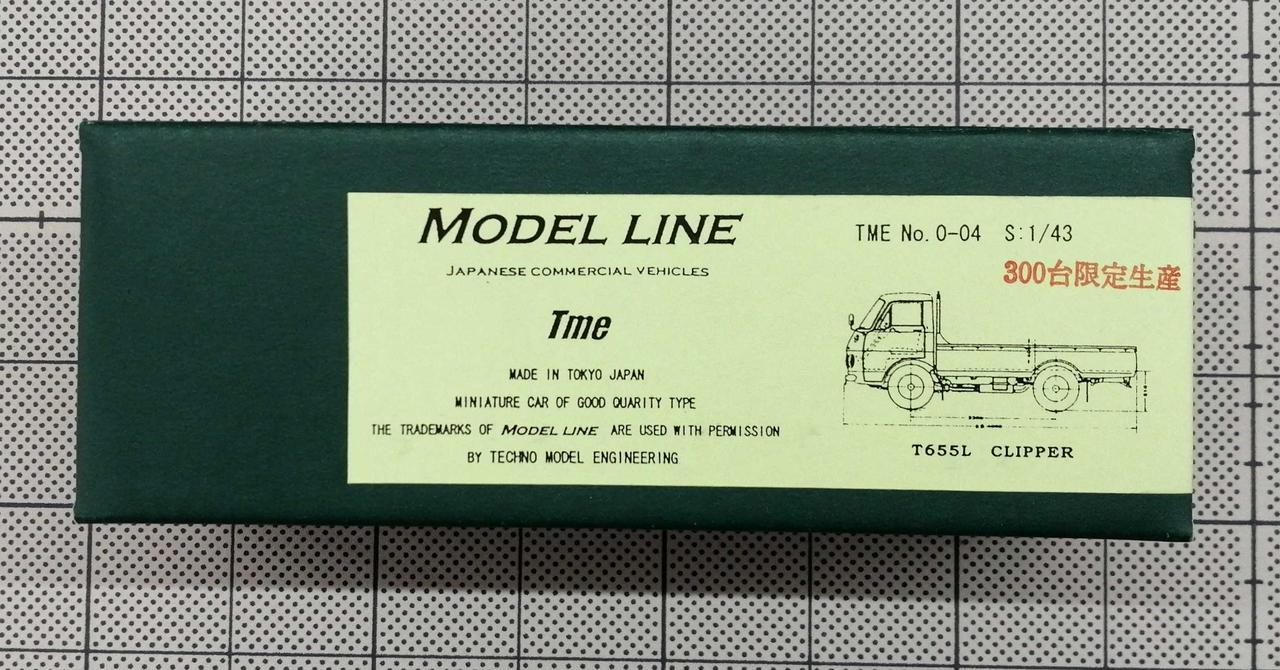 MODEL LINE
JAPANESE COMMERCIAL VEHICLES
Tme
MADE IN TOKYO JAPAN
MINIATURE CAR OF GOOD QUARITY TYPE
THE TRADEMARKS OF MODEL LINE ARE USED WITH PERMISSION
BY TECHNO MODEL ENGINEERING
TME No. 0-04 S:1/43
300台限定生産
T655L CLIPPER